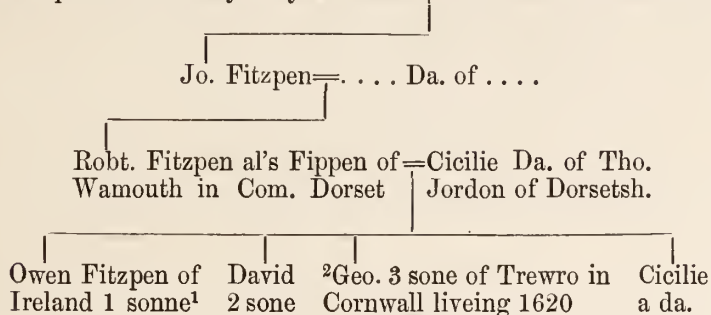 Jo. Fitzpen=. . . . Da. of . . . .
Robt. Fitzpen al's Fippen of=Cicilie Da. of Tho.
Wamouth in Com. Dorset Jordon of Dorsetsh.
Owen Fitzpen of David ²Geo. 3 sone of Trewro in Cicilie
Ireland 1 sonne¹ 2 sone Cornwall liveing 1620 a da.